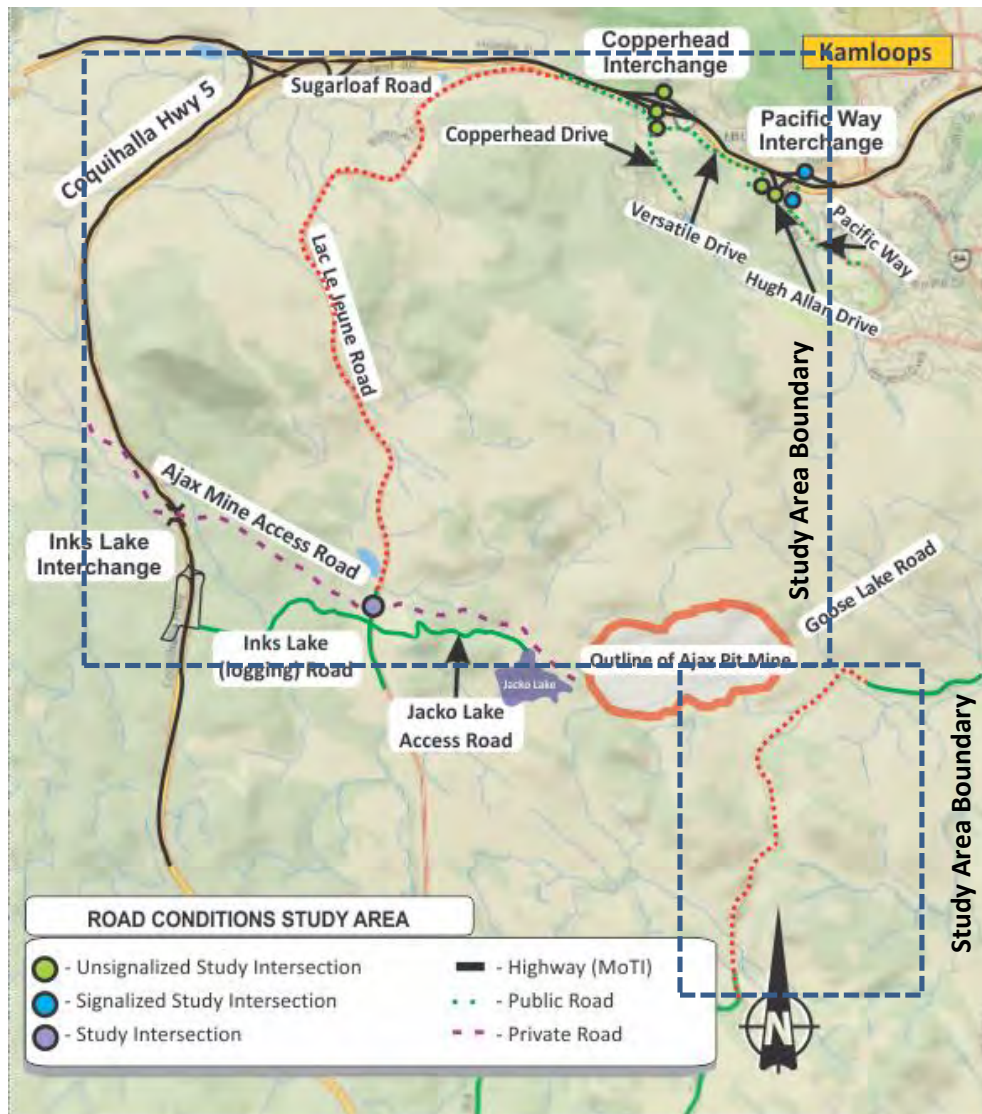 Copperhead
Interchange
Kamloops
Sugarloaf Road
Coquihalla Hwy 5
Copperhead Drive
Pacific Way
Interchange
Versatile Drive
Pacific Way
Hugh Allan Drive
Lac Le Jeune Road
Study Area Boundary
Ajax Mine Access Road
Inks Lake
Interchange
Goose Lake Road
Inks Lake
(logging) Road
Outline of Ajax Pit Mine
Jacko Lake
Jacko Lake
Access Road
Study Area Boundary
ROAD CONDITIONS STUDY AREA
- Unsignalized Study Intersection
- Highway (MoTI)
- Signalized Study Intersection
- Public Road
- Study Intersection
- Private Road
N